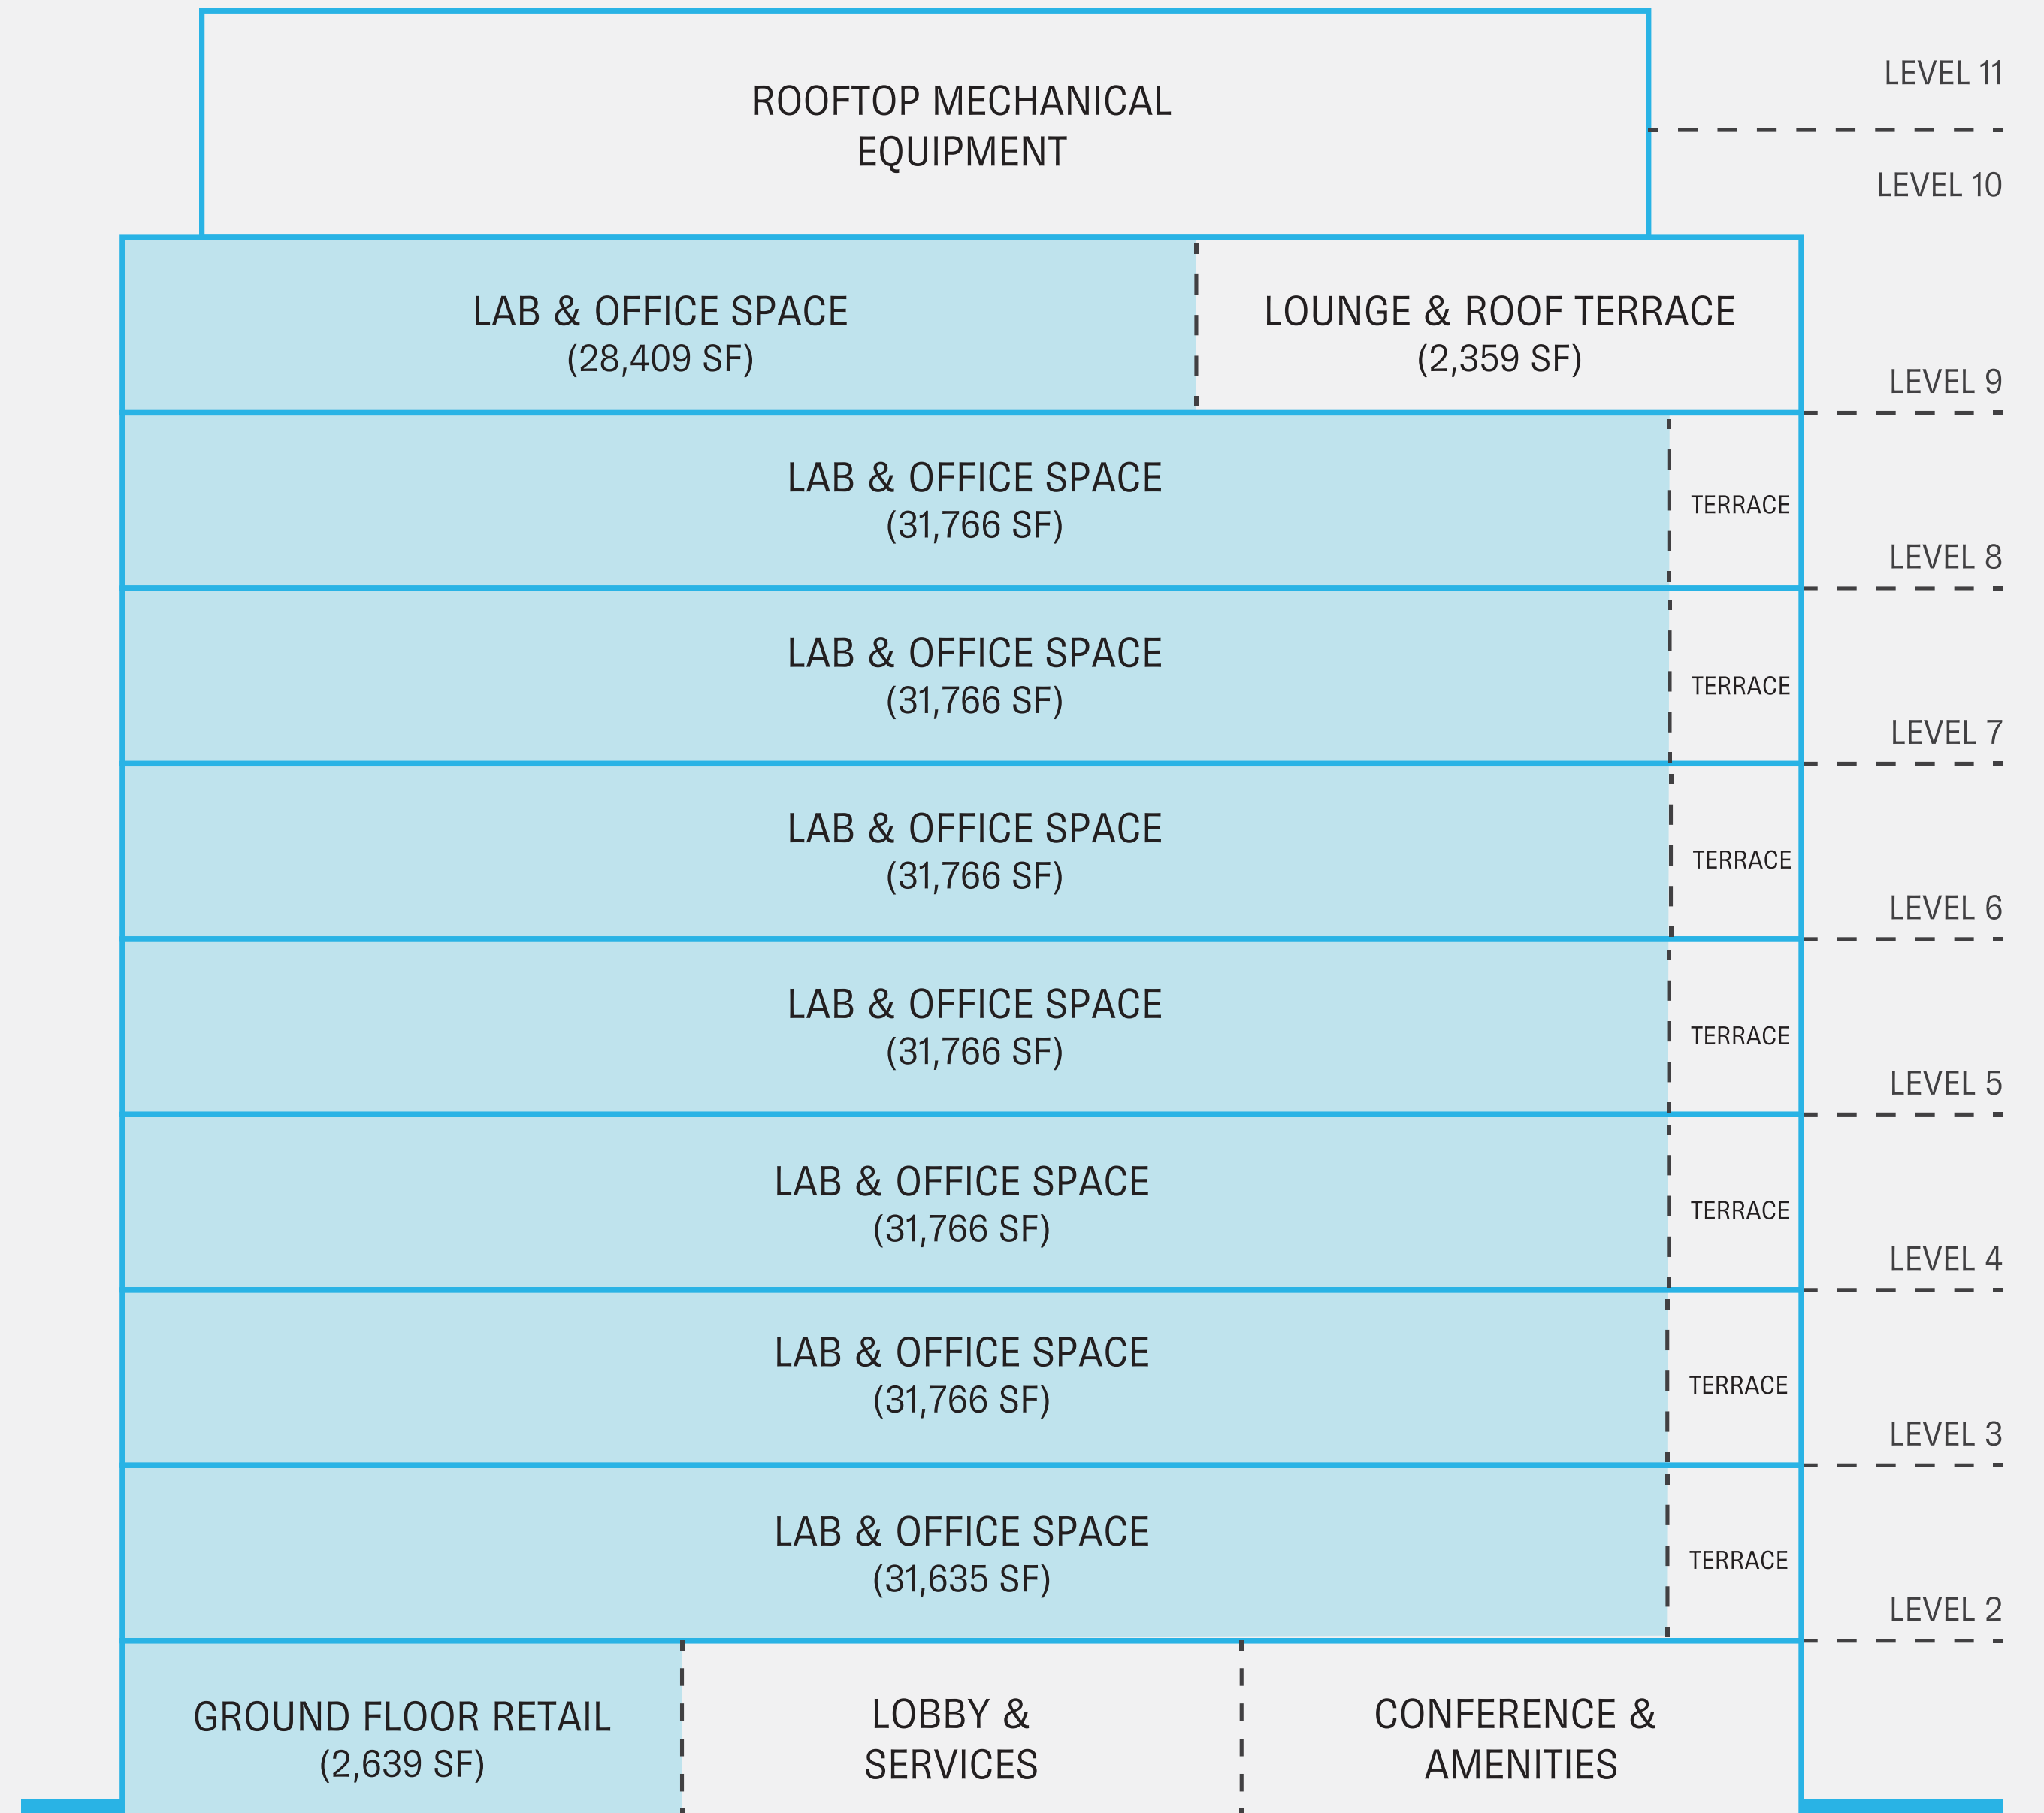 LEVEL 11
ROOFTOP MECHANICAL
EQUIPMENT
LEVEL 10
LAB & OFFICE SPACE
(28,409 SF)
LOUNGE & ROOF TERRACE
(2,359 SF)
LEVEL 9
LAB & OFFICE SPACE
(31,766 SF)
TERRACE
LEVEL 8
LAB & OFFICE SPACE
(31,766 SF)
TERRACE
LEVEL 7
LAB & OFFICE SPACE
(31,766 SF)
TERRACE
LEVEL 6
LAB & OFFICE SPACE
(31,766 SF)
TERRACE
LEVEL 5
LAB & OFFICE SPACE
(31,766 SF)
TERRACE
LEVEL 4
LAB & OFFICE SPACE
(31,766 SF)
TERRACE
LEVEL 3
LAB & OFFICE SPACE
(31,635 SF)
TERRACE
LEVEL 2
GROUND FLOOR RETAIL
(2,639 SF)
LOBBY &
SERVICES
CONFERENCE &
AMENITIES